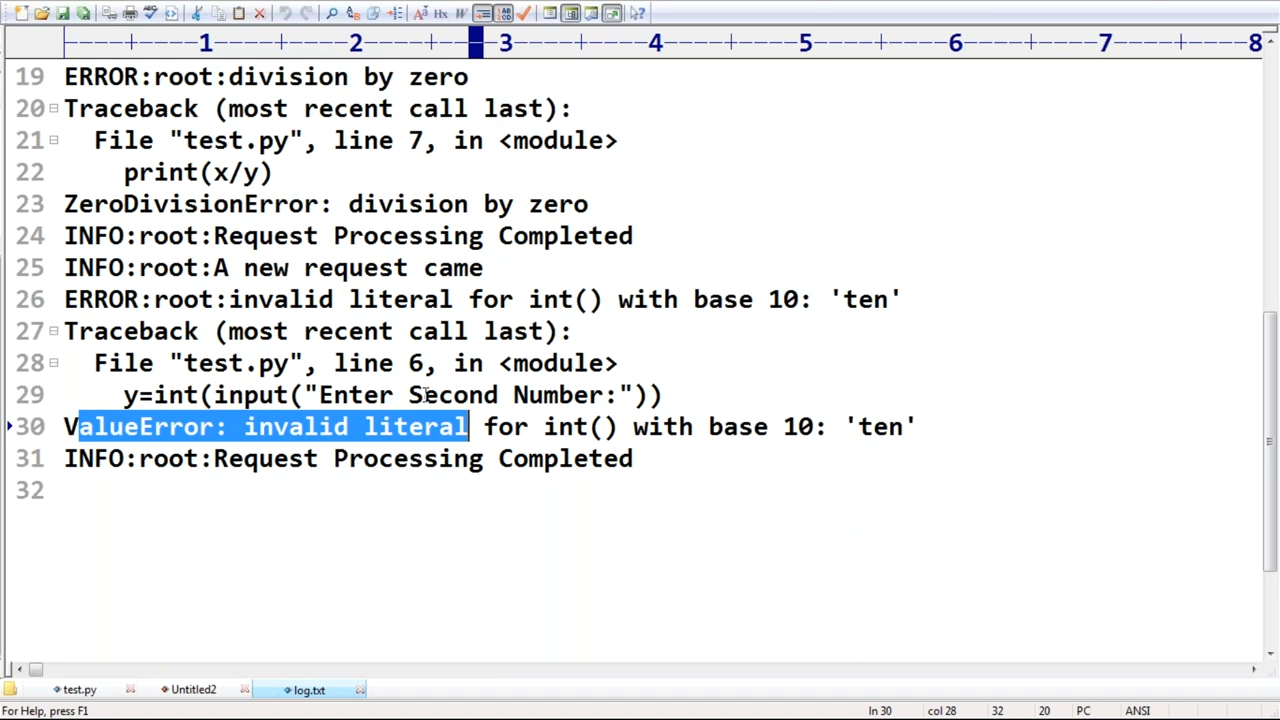 1 2 3 4 5 6 7 8
19 ERROR:root:division by zero
20 Traceback (most recent call last):
21   File "test.py", line 7, in <module>
22     print(x/y)
23 ZeroDivisionError: division by zero
24 INFO:root:Request Processing Completed
25 INFO:root:A new request came
26 ERROR:root:invalid literal for int() with base 10: 'ten'
27 Traceback (most recent call last):
28   File "test.py", line 6, in <module>
29     y=int(input("Enter Second Number:"))
30 ValueError: invalid literal for int() with base 10: 'ten'
31 INFO:root:Request Processing Completed
32
test.py Untitled2 log.txt
For Help, press F1 ln 30 col 28 32 20 PC ANSI